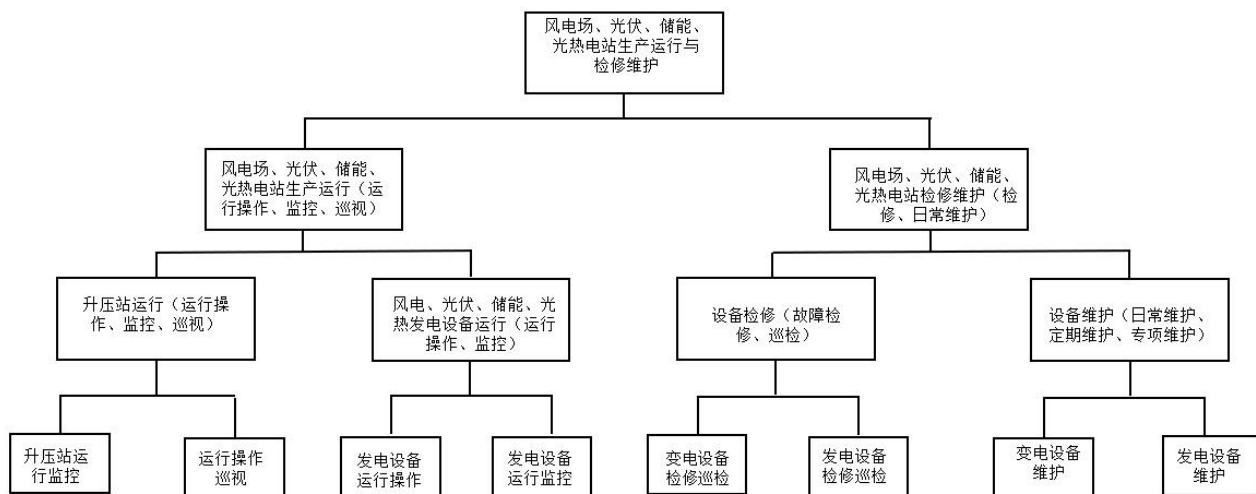 风电场、光伏、储能、
光热电站生产运行与
检修维护
风电场、光伏、储能、
光热电站生产运行（运
行操作、监控、巡视）
风电场、光伏、储能、
光热电站检修维护（检
修、日常维护）
升压站运行（运行操
作、监控、巡视）
风电、光伏、储能、光
热发电设备运行（运行
操作、监控）
设备检修（故障检
修、巡检）
设备维护（日常维护、
定期维护、专项维护）
升压站运
行监控
运行操作
巡视
发电设备
运行操作
发电设备
运行监控
变电设备
检修巡检
发电设备
检修巡检
变电设备
维护
发电设备
维护